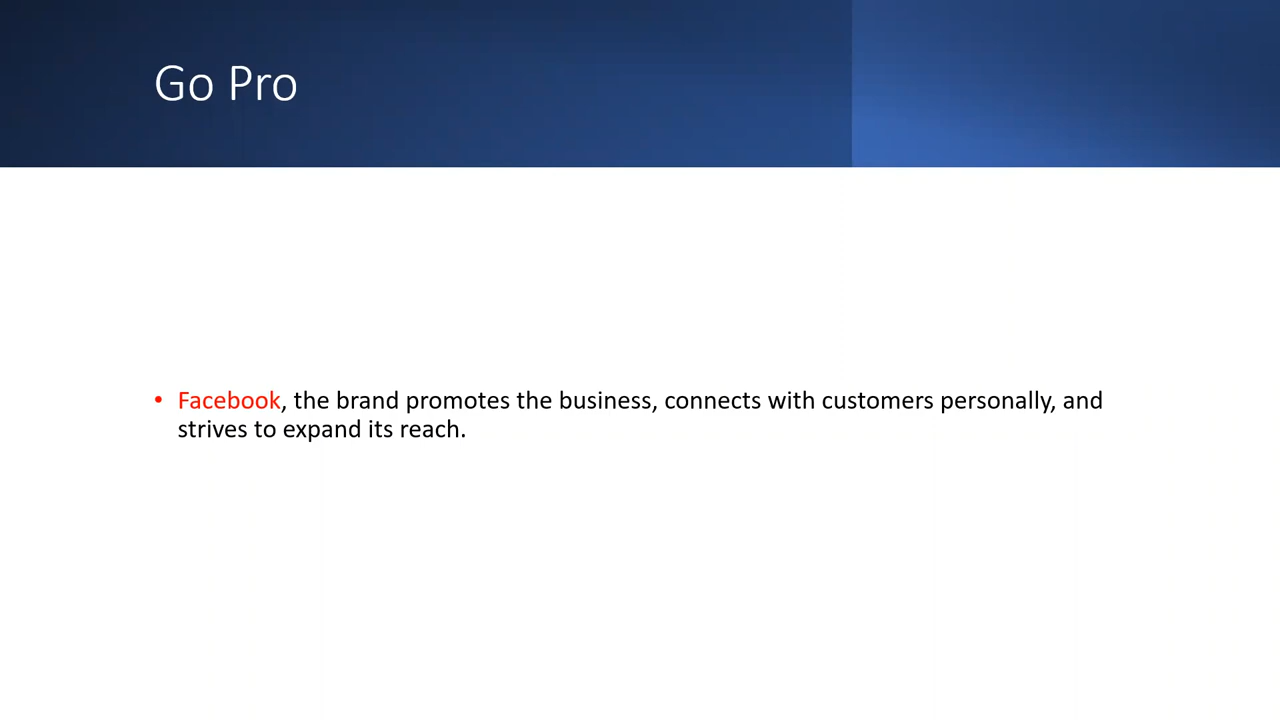 Go Pro
• Facebook, the brand promotes the business, connects with customers personally, and
strives to expand its reach.